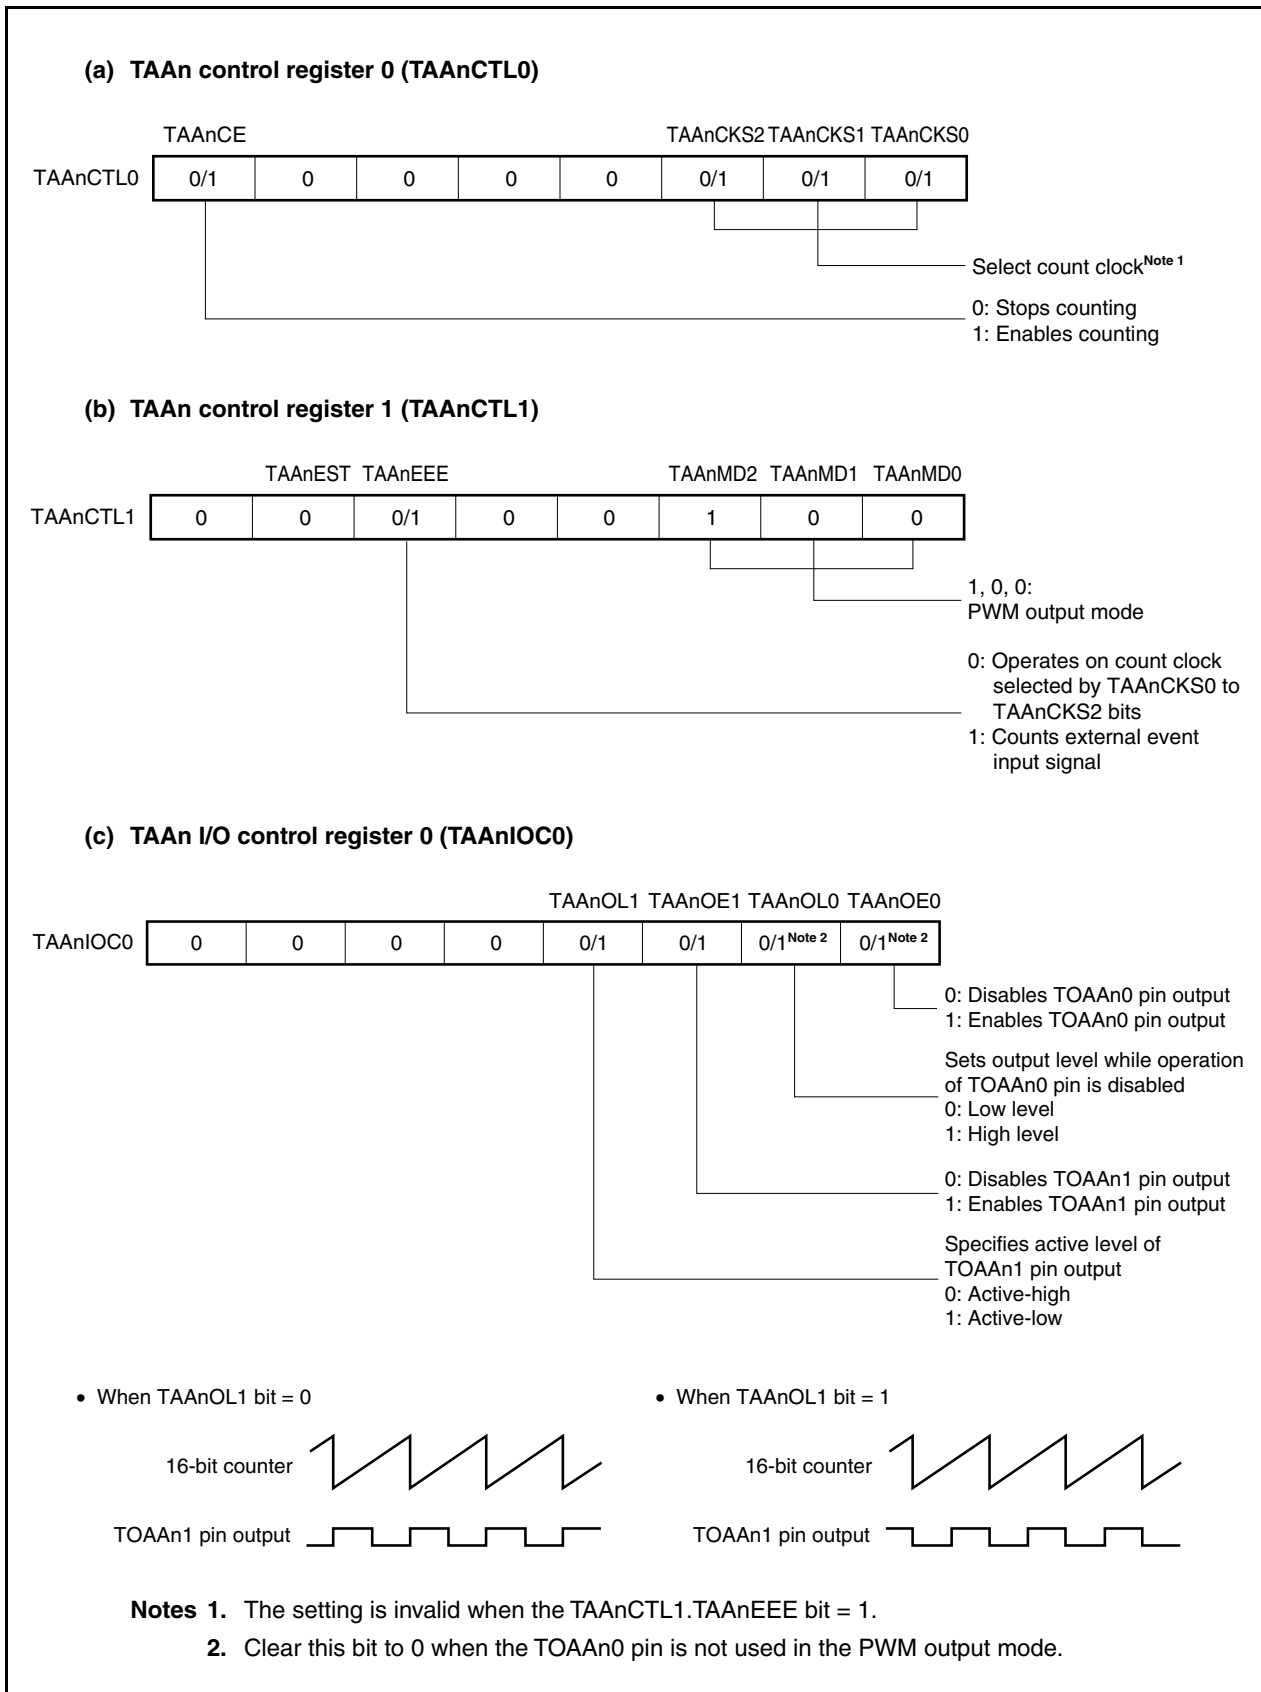 (a) TAAn control register 0 (TAAnCTL0)
TAAnCE TAAnCKS2 TAAnCKS1 TAAnCKS0
TAAnCTL0 0/1 0 0 0 0 0/1 0/1 0/1
Select count clockNote 1
0: Stops counting
1: Enables counting
(b) TAAn control register 1 (TAAnCTL1)
TAAnEST TAAnEEE TAAnMD2 TAAnMD1 TAAnMD0
TAAnCTL1 0 0 0/1 0 0 1 0 0
1, 0, 0:
PWM output mode
0: Operates on count clock
selected by TAAnCKS0 to
TAAnCKS2 bits
1: Counts external event
input signal
(c) TAAn I/O control register 0 (TAAnIOC0)
TAAnOL1 TAAnOE1 TAAnOL0 TAAnOE0
TAAnIOC0 0 0 0 0 0/1 0/1 0/1Note 2 0/1Note 2
0: Disables TOAAn0 pin output
1: Enables TOAAn0 pin output
Sets output level while operation
of TOAAn0 pin is disabled
0: Low level
1: High level
0: Disables TOAAn1 pin output
1: Enables TOAAn1 pin output
Specifies active level of
TOAAn1 pin output
0: Active-high
1: Active-low
• When TAAnOL1 bit = 0
16-bit counter
TOAAn1 pin output
• When TAAnOL1 bit = 1
16-bit counter
TOAAn1 pin output
Notes 1. The setting is invalid when the TAAnCTL1.TAAnEEE bit = 1.
2. Clear this bit to 0 when the TOAAn0 pin is not used in the PWM output mode.